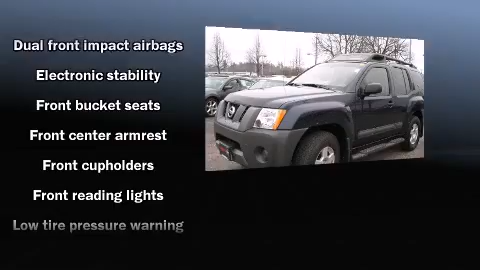 Dual front impact airbags
Electronic stability
Front bucket seats
Front center armrest
Front cupholders
Front reading lights
Low tire pressure warning